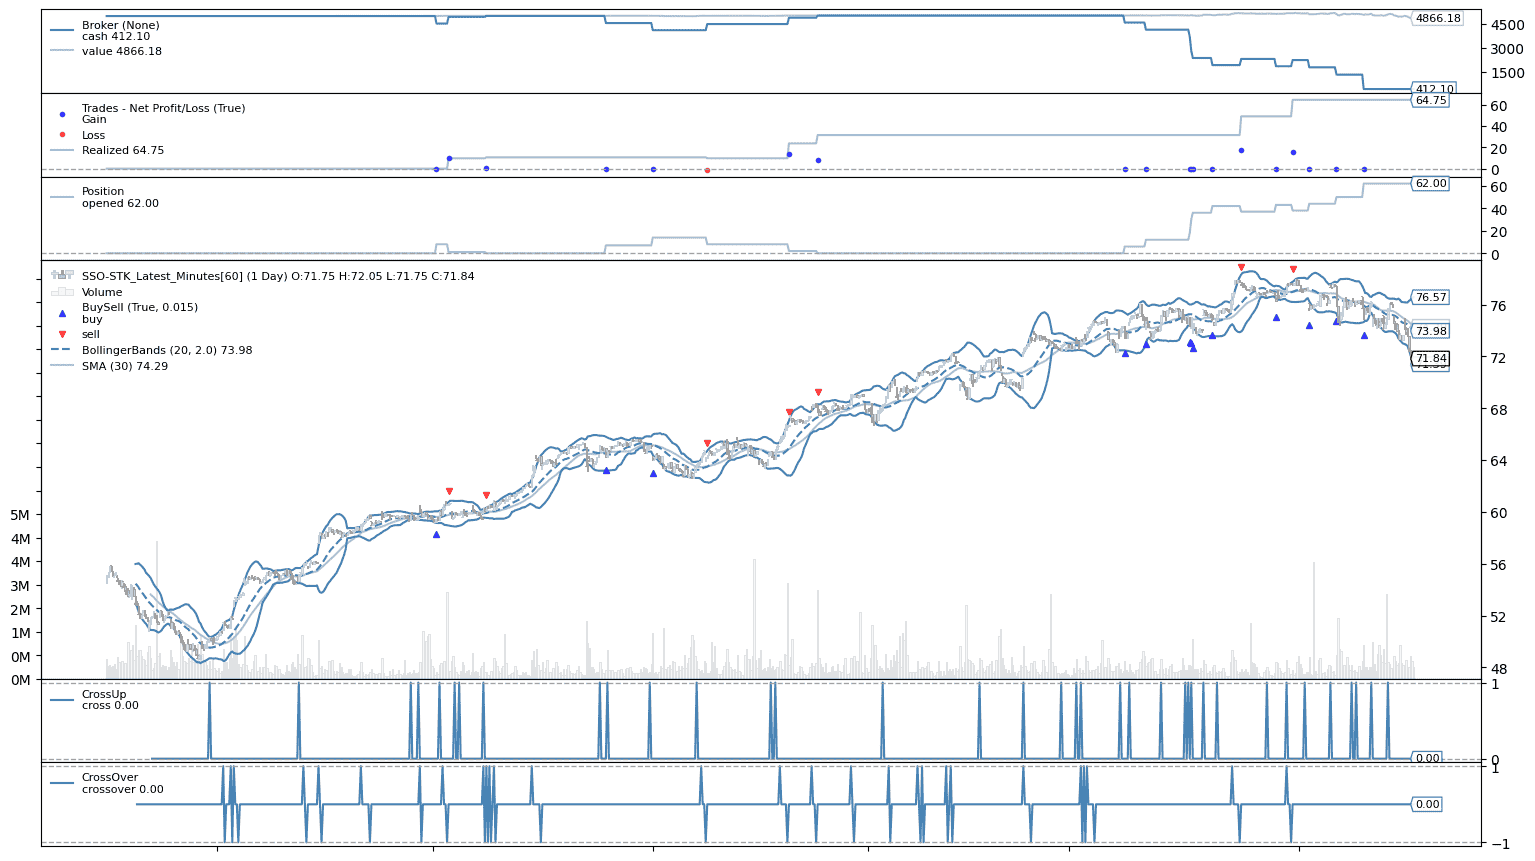 Broker (None)
cash 412.10
value 4866.18
4866.18
4500
3000
1500
412.10
Trades - Net Profit/Loss (True)
Gain
Loss
Realized 64.75
64.75
60
40
20
0
Position
opened 62.00
62.00
60
40
20
0
SSO-STK_Latest_Minutes[60] (1 Day) O:71.75 H:72.05 L:71.75 C:71.84
Volume
BuySell (True, 0.015)
buy
sell
BollingerBands (20, 2.0) 73.98
SMA (30) 74.29
76.57
76
73.98
72
71.84
68
64
60
56
52
48
5M
4M
4M
3M
2M
1M
0M
0M
CrossUp
cross 0.00
1
0.00
0
CrossOver
crossover 0.00
1
0.00
−1